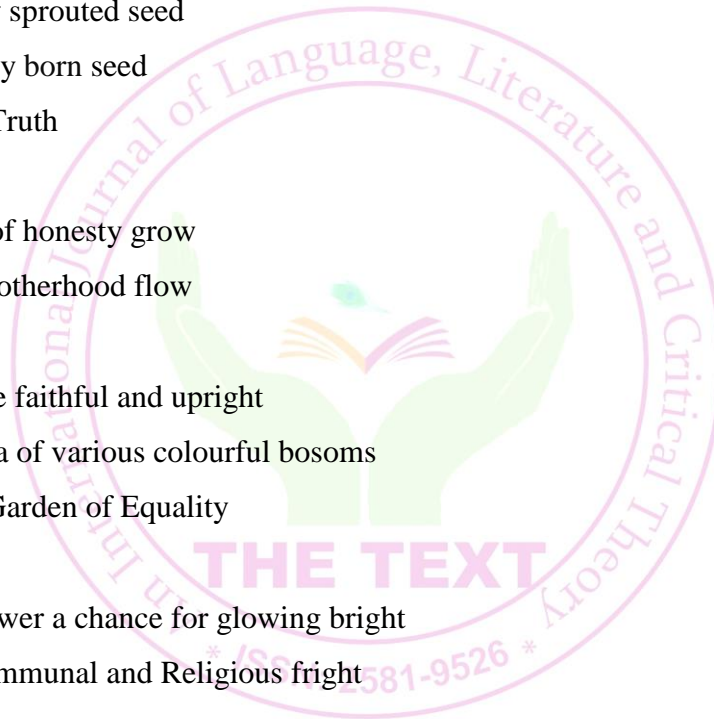 sprouted seed
y born seed
Truth
of honesty grow
otherhood flow
faithful and upright
a of various colourful bosoms
Garden of Equality
wer a chance for glowing bright
mmunal and Religious fright
An International Journal of Language, Literature and Critical Theory
THE TEXT
* ISSN: 2581-9526 *